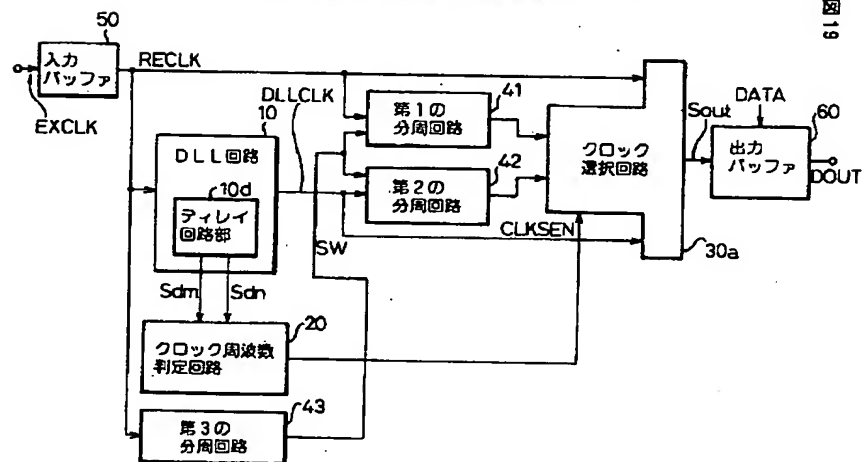 図19
50
入力
バッファ
EXCLK
RECLK
DLLCLK
10
DLL回路
10d
ディレイ
回路部
Sdm
Sdn
SW
20
クロック周波数
判定回路
43
第3の
分周回路
41
第1の
分周回路
42
第2の
分周回路
CLKSEN
クロック
選択回路
30a
Sout
DATA
60
出力
バッファ
DOUT